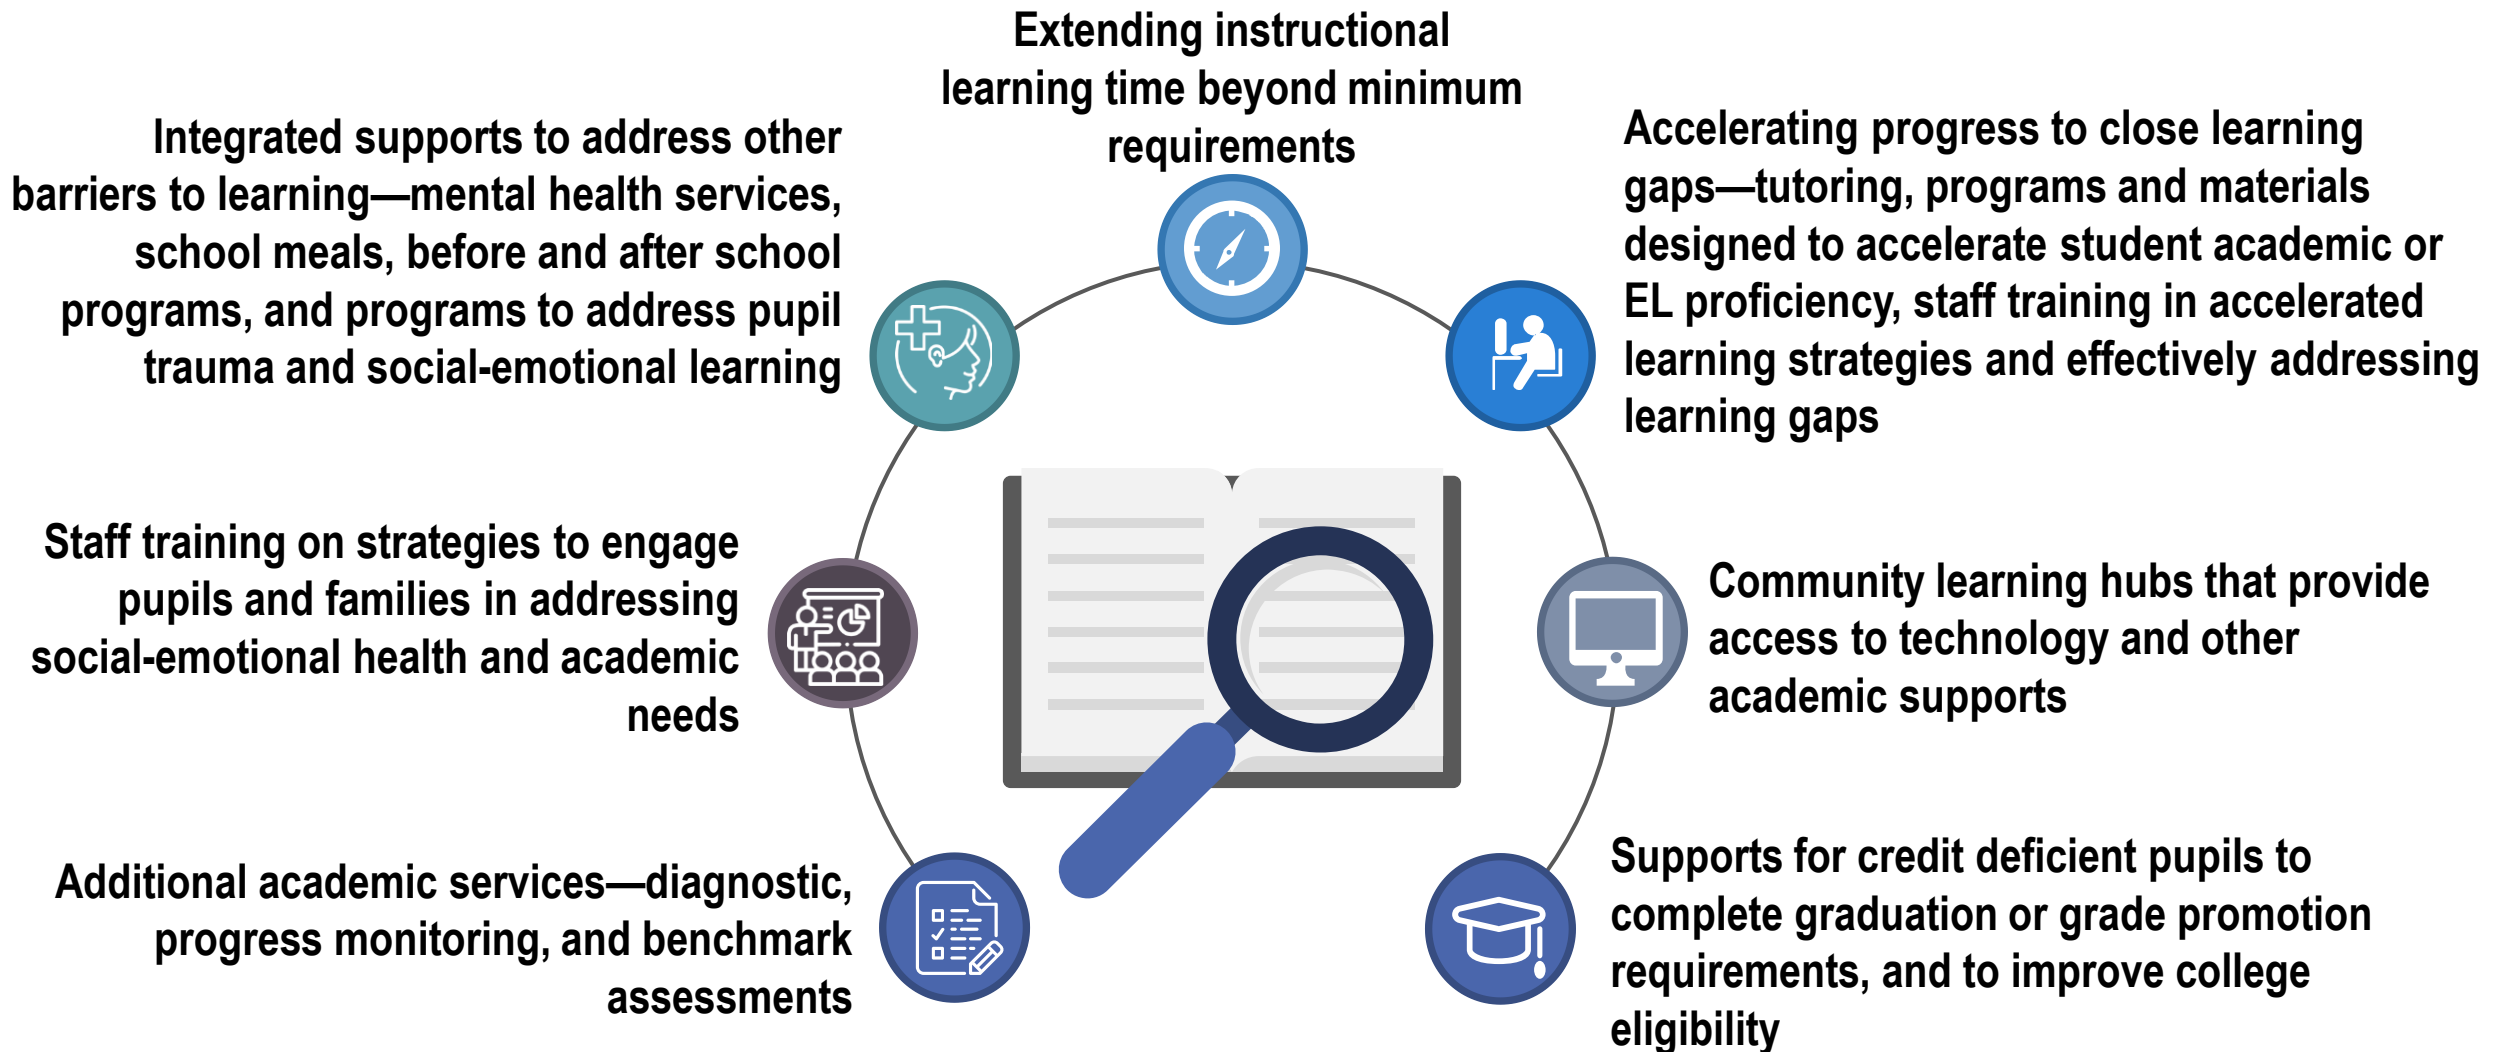 Extending instructional
learning time beyond minimum
requirements
Accelerating progress to close learning
gaps—tutoring, programs and materials
designed to accelerate student academic or
EL proficiency, staff training in accelerated
learning strategies and effectively addressing
learning gaps
Community learning hubs that provide
access to technology and other
academic supports
Supports for credit deficient pupils to
complete graduation or grade promotion
requirements, and to improve college
eligibility
Additional academic services—diagnostic,
progress monitoring, and benchmark
assessments
Staff training on strategies to engage
pupils and families in addressing
social-emotional health and academic
needs
Integrated supports to address other
barriers to learning—mental health services,
school meals, before and after school
programs, and programs to address pupil
trauma and social-emotional learning